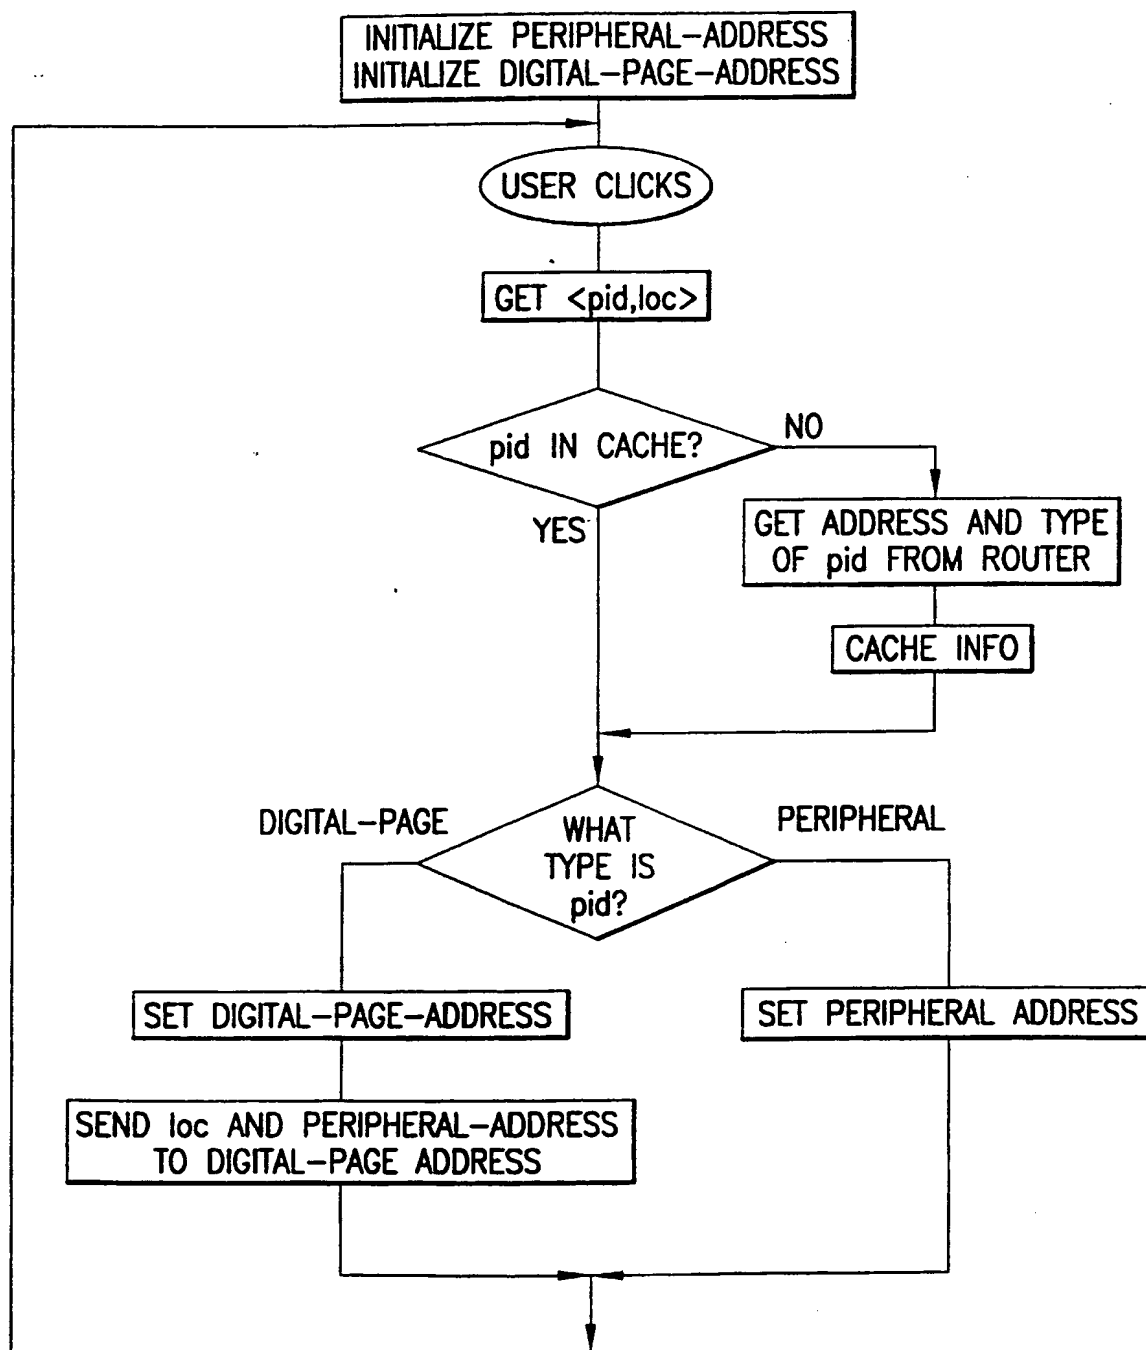 INITIALIZE PERIPHERAL-ADDRESS
INITIALIZE DIGITAL-PAGE-ADDRESS
USER CLICKS
GET <pid,loc>
pid IN CACHE?
NO
YES
GET ADDRESS AND TYPE
OF pid FROM ROUTER
CACHE INFO
DIGITAL-PAGE
WHAT
TYPE IS
pid?
PERIPHERAL
SET DIGITAL-PAGE-ADDRESS
SET PERIPHERAL ADDRESS
SEND loc AND PERIPHERAL-ADDRESS
TO DIGITAL-PAGE ADDRESS